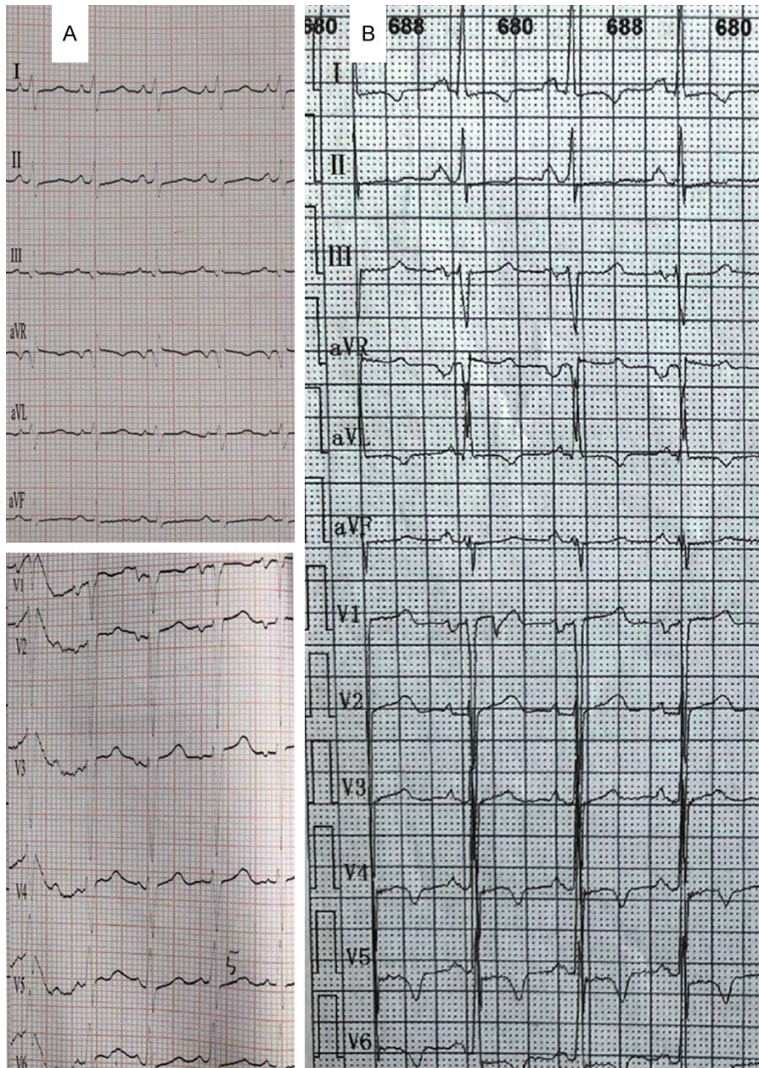 A
I
II
III
aVR
aVL
aVF
V1
V2
V3
V4
V5
5
V6
B
680 688 680 688 680
I
II
III
aVR
aVL
aVF
V1
V2
V3
V4
V5
V6